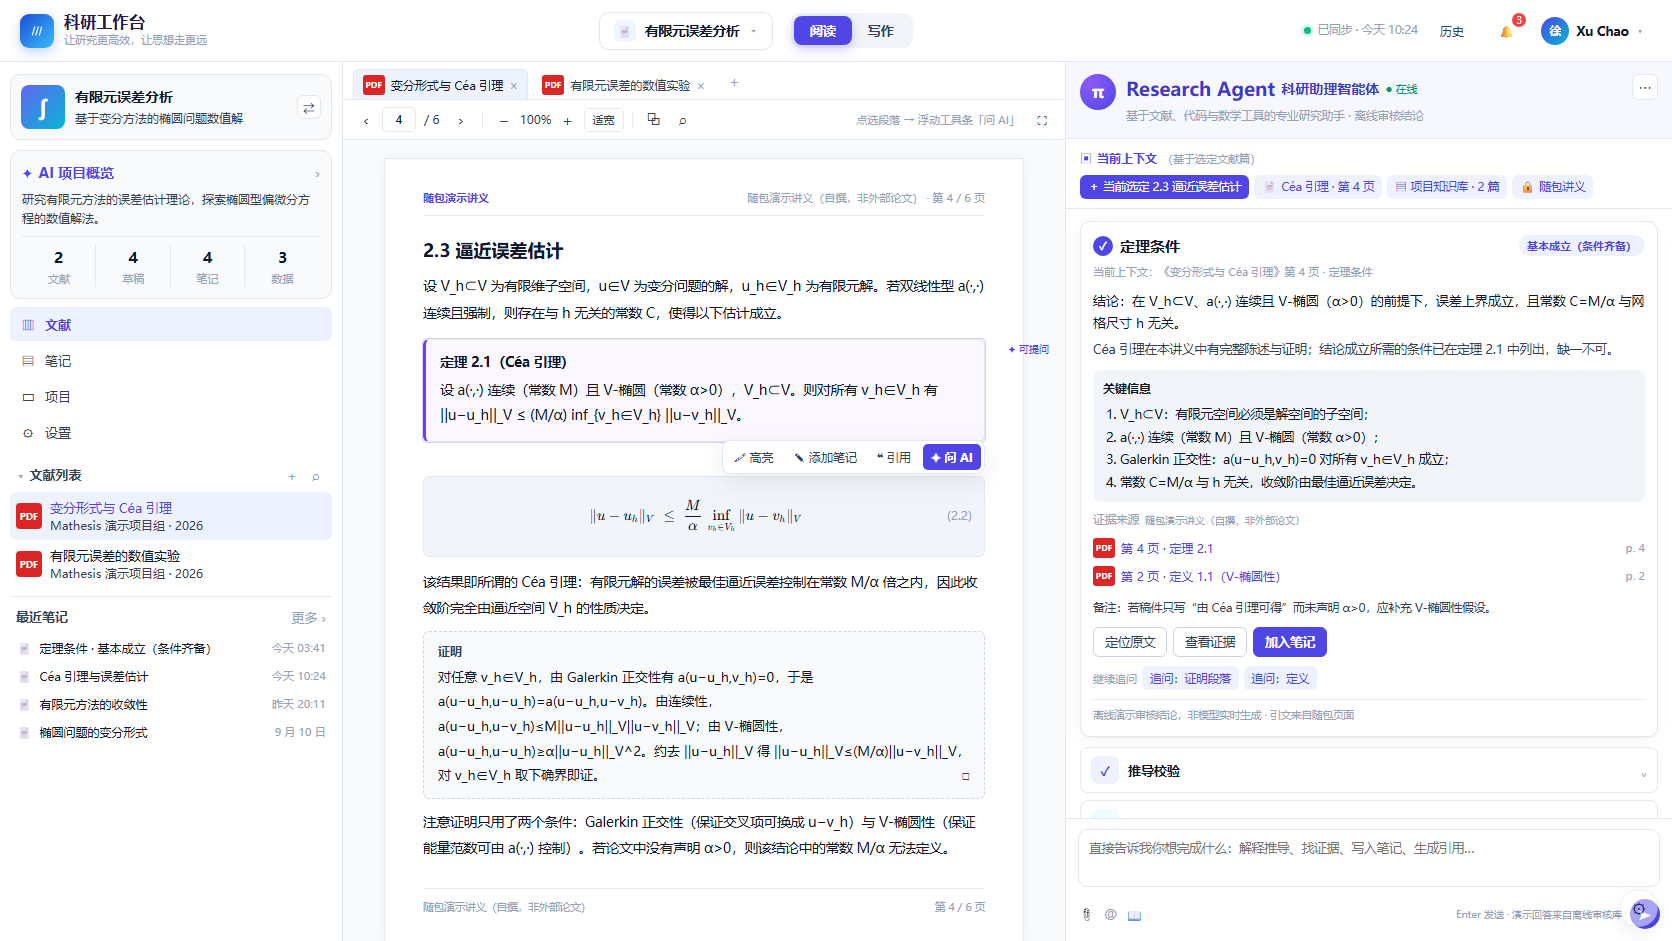 科研工作台
让研究更高效，让思想走更远
有限元误差分析
阅读
写作
已同步 · 今天 10:24
历史
3
徐
Xu Chao
∫
有限元误差分析
基于变分方法的椭圆问题数值解
AI 项目概览
研究有限元方法的误差估计理论，探索椭圆型偏微分方
程的数值解法。
2 4 4 3
文献 草稿 笔记 数据
文献
笔记
项目
设置
文献列表
PDF 变分形式与 Céa 引理
Mathesis 演示项目组 · 2026
PDF 有限元误差的数值实验
Mathesis 演示项目组 · 2026
最近笔记 更多 ›
定理条件 · 基本成立（条件齐备） 今天 03:41
Céa 引理与误差估计 今天 10:24
有限元方法的收敛性 昨天 20:11
椭圆问题的变分形式 9 月 10 日
PDF 变分形式与 Céa 引理 ×
PDF 有限元误差的数值实验 × +
‹ 4 / 6 › − 100% + 适宽
点选段落 → 浮动工具条「问 AI」
随包演示讲义 随包演示讲义（自撰，非外部论文） · 第 4 / 6 页
2.3 逼近误差估计
设 V_h⊂V 为有限维子空间，u∈V 为变分问题的解，u_h∈V_h 为有限元解。若双线性型 a(·,·)
连续且强制，则存在与 h 无关的常数 C，使得以下估计成立。
定理 2.1（Céa 引理）
设 a(·,·) 连续（常数 M）且 V-椭圆（常数 α>0），V_h⊂V。则对所有 v_h∈V_h 有
||u−u_h||_V ≤ (M/α) inf_{v_h∈V_h} ||u−v_h||_V。
✦ 可提问
高亮 添加笔记 ❝ 引用 ✦ 问 AI
‖u − u_h‖_V ≤ M/α inf_{v_h∈V_h} ‖u − v_h‖_V (2.2)
该结果即所谓的 Céa 引理：有限元解的误差被最佳逼近误差控制在常数 M/α 倍之内，因此收
敛阶完全由逼近空间 V_h 的性质决定。
证明
对任意 v_h∈V_h，由 Galerkin 正交性有 a(u−u_h,v_h)=0，于是
a(u−u_h,u−u_h)=a(u−u_h,u−v_h)。由连续性，
a(u−u_h,u−v_h)≤M||u−u_h||_V||u−v_h||_V；由 V-椭圆性，
a(u−u_h,u−u_h)≥α||u−u_h||_V^2。约去 ||u−u_h||_V 得 ||u−u_h||_V≤(M/α)||u−v_h||_V，
对 v_h∈V_h 取下确界即证。 □
注意证明只用了两个条件：Galerkin 正交性（保证交叉项可换成 u−v_h）与 V-椭圆性（保证
能量范数可由 a(·,·) 控制）。若论文中没有声明 α>0，则该结论中的常数 M/α 无法定义。
随包演示讲义（自撰，非外部论文） 第 4 / 6 页
π
Research Agent 科研助理智能体 ● 在线
基于文献、代码与数学工具的专业研究助手 · 离线审核结论
当前上下文 （基于选定文献篇）
+ 当前选定 2.3 逼近误差估计
Céa 引理 · 第 4 页
项目知识库 · 2 篇
随包讲义
✓ 定理条件 基本成立（条件齐备）
当前上下文：《变分形式与 Céa 引理》第 4 页 · 定理条件
结论：在 V_h⊂V、a(·,·) 连续且 V-椭圆（α>0）的前提下，误差上界成立，且常数 C=M/α 与网
格尺寸 h 无关。
Céa 引理在本讲义中有完整陈述与证明；结论成立所需的条件已在定理 2.1 中列出，缺一不可。
关键信息
1. V_h⊂V：有限元空间必须是解空间的子空间；
2. a(·,·) 连续（常数 M）且 V-椭圆（常数 α>0）；
3. Galerkin 正交性：a(u−u_h,v_h)=0 对所有 v_h∈V_h 成立；
4. 常数 C=M/α 与 h 无关，收敛阶由最佳逼近误差决定。
证据来源 随包演示讲义（自撰，非外部论文）
PDF 第 4 页 · 定理 2.1 p. 4
PDF 第 2 页 · 定义 1.1（V-椭圆性） p. 2
备注：若稿件只写“由 Céa 引理可得”而未声明 α>0，应补充 V-椭圆性假设。
定位原文 查看证据 加入笔记
继续追问 追问：证明段落 追问：定义
离线演示审核结论，非模型实时生成 · 引文来自随包页面
✓ 推导校验
直接告诉我你想完成什么：解释推导、找证据、写入笔记、生成引用...
@
Enter 发送 · 演示回答来自离线审核库